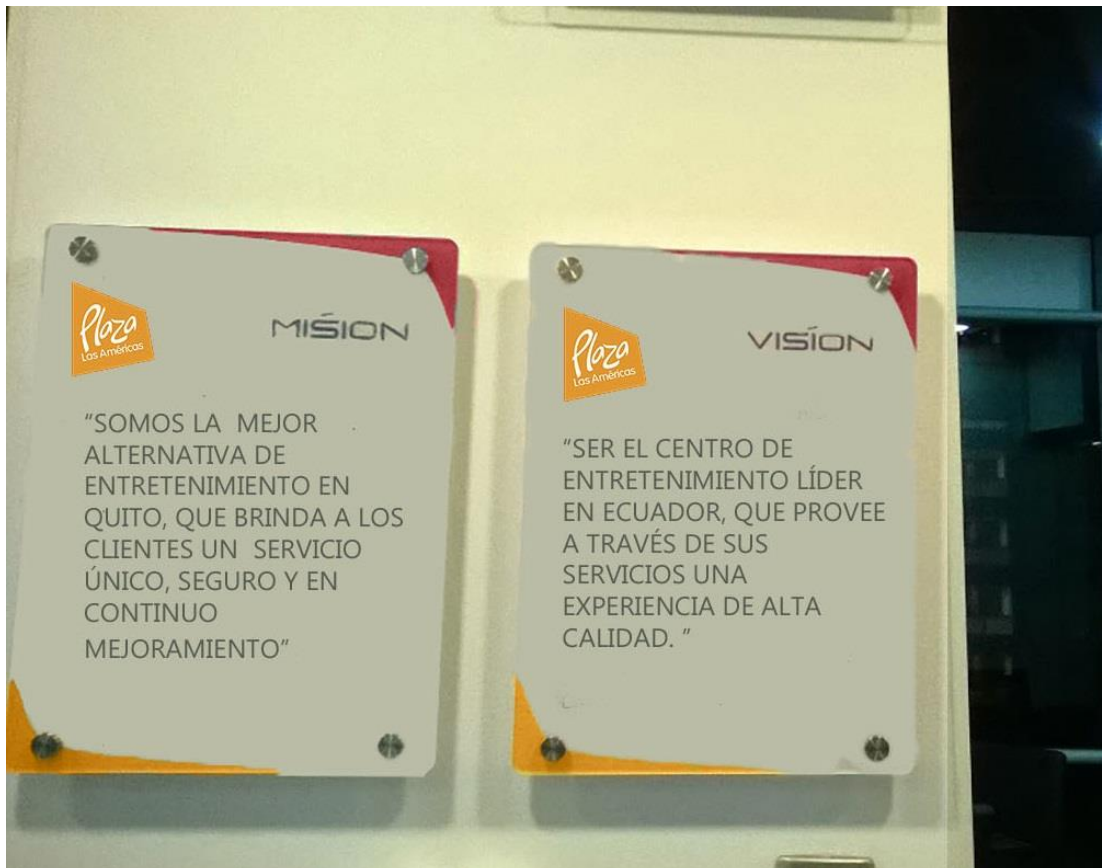 Plaza
Las Américas
MIŚION
"SOMOS LA MEJOR
ALTERNATIVA DE
ENTRETENIMIENTO EN
QUITO, QUE BRINDA A LOS
CLIENTES UN SERVICIO
ÚNICO, SEGURO Y EN
CONTINUO
MEJORAMIENTO"
Plaza
Las Américas
VISÍON
"SER EL CENTRO DE
ENTRETENIMIENTO LÍDER
EN ECUADOR, QUE PROVEE
A TRAVÉS DE SUS
SERVICIOS UNA
EXPERIENCIA DE ALTA
CALIDAD. "